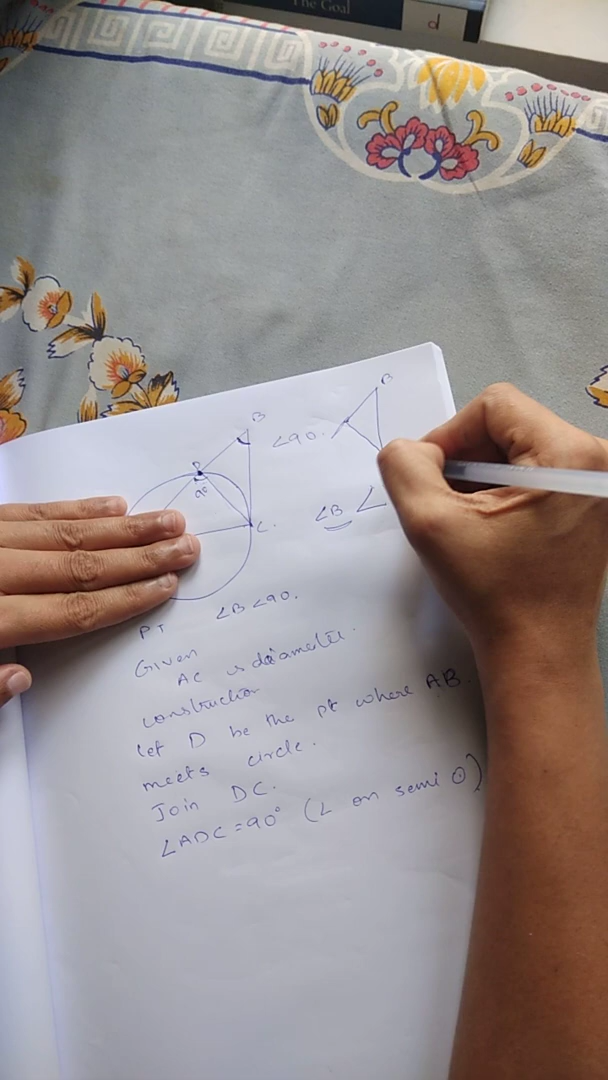 The Goal
d
B
D
90
C.
B
∠90.
∠B ∠
PT ∠B<90.
Given
AC is diameter.
construction
let D be the pt where AB
meets circle.
Join DC.
∠ADC=90° (∠ on semi ⊙)